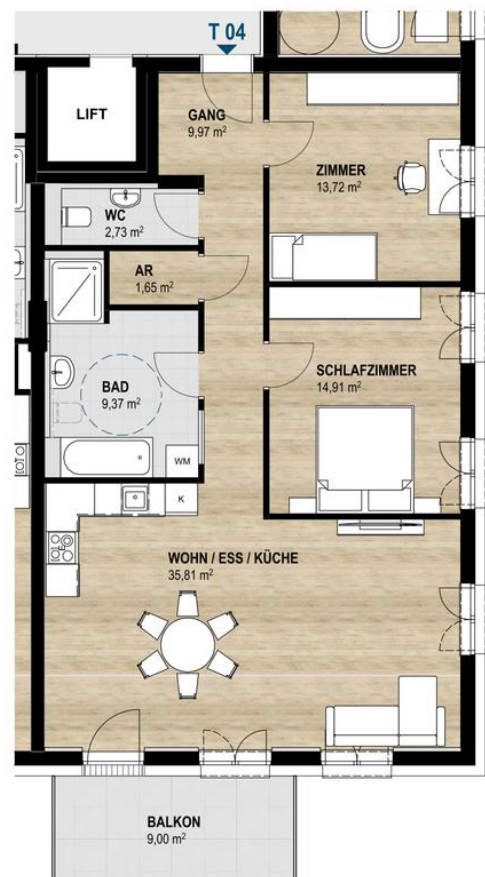 T 04
LIFT
GANG
9,97 m²
ZIMMER
13,72 m²
WC
2,73 m²
AR
1,65 m²
SCHLAFZIMMER
14,91 m²
BAD
9,37 m²
WM
K
WOHN / ESS / KÜCHE
35,81 m²
BALKON
9,00 m²